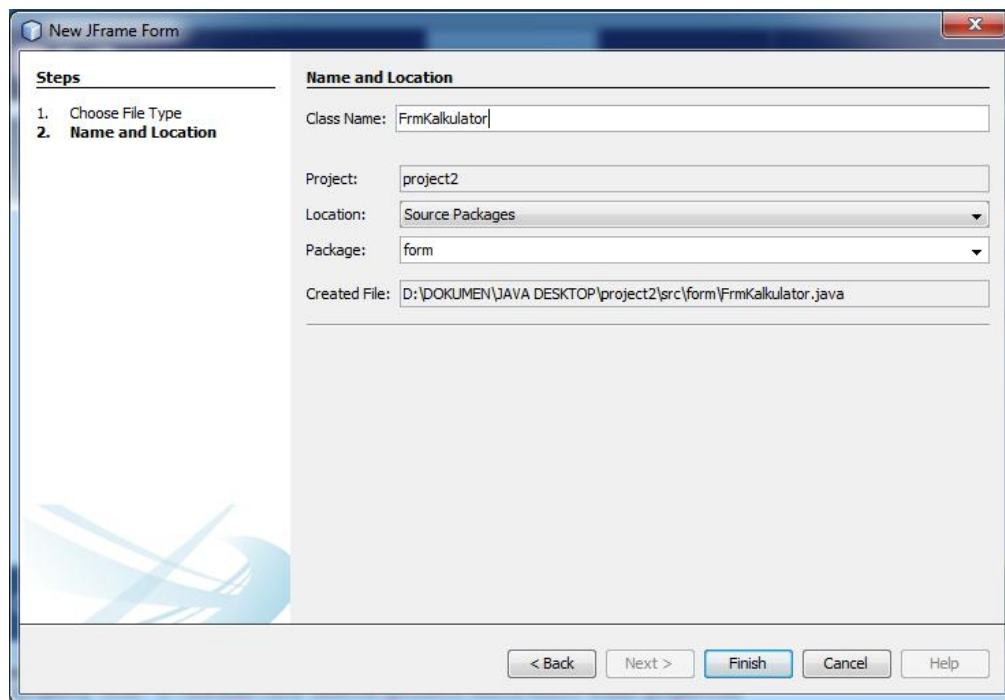 New JFrame Form
Steps
1. Choose File Type
2. Name and Location
Name and Location
Class Name: FrmKalkulator
Project: project2
Location: Source Packages
Package: form
Created File: D:\DOKUMEN\JAVA DESKTOP\project2\src\form\FrmKalkulator.java
< Back Next > Finish Cancel Help